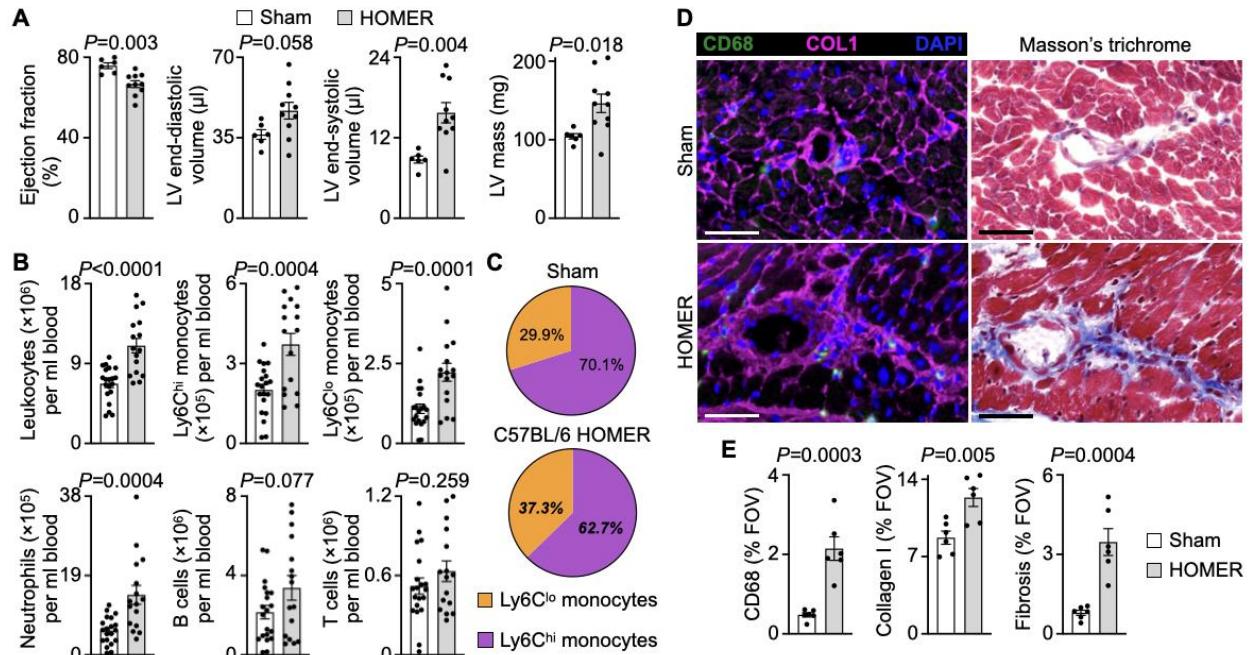 A
Sham
HOMER
P=0.003
Ejection fraction
(%)
80
40
0
P=0.058
LV end-diastolic
volume (µl)
70
35
0
P=0.004
LV end-systolic
volume (µl)
24
12
0
P=0.018
LV mass (mg)
200
100
0
B
P<0.0001
Leukocytes (×10⁶)
per ml blood
18
9
0
P=0.0004
Ly6Cʰⁱ monocytes
(×10⁵) per ml blood
6
3
0
P=0.0001
Ly6Cˡᵒ monocytes
(×10⁵) per ml blood
5
2.5
0
P=0.0004
Neutrophils (×10⁵)
per ml blood
38
19
0
P=0.077
B cells (×10⁶)
per ml blood
8
4
0
P=0.259
T cells (×10⁶)
per ml blood
1.2
0.6
0
C
Sham
29.9%
70.1%
C57BL/6 HOMER
37.3%
62.7%
Ly6Cˡᵒ monocytes
Ly6Cʰⁱ monocytes
D
CD68 COL1 DAPI
Masson's trichrome
Sham
HOMER
E
P=0.0003
CD68 (% FOV)
4
2
0
P=0.005
Collagen I (% FOV)
14
7
0
P=0.0004
Fibrosis (% FOV)
6
3
0
Sham
HOMER